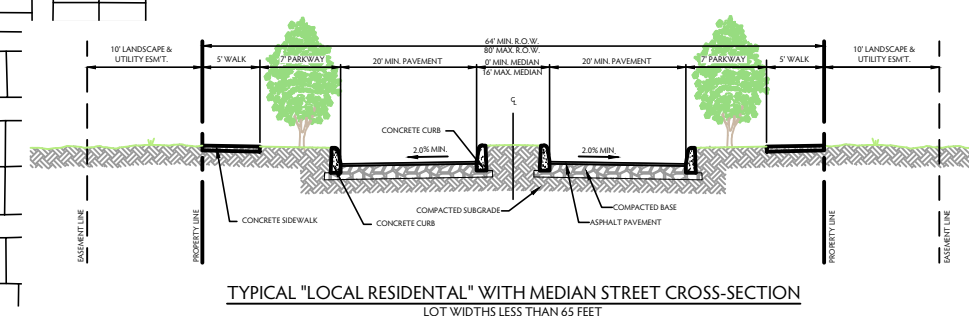 64' MIN. R.O.W.
80' MAX. R.O.W.
10' LANDSCAPE &
UTILITY ESM'T.
5' WALK
7' PARKWAY
20' MIN. PAVEMENT
0' MIN. MEDIAN
16' MAX. MEDIAN
20' MIN. PAVEMENT
7' PARKWAY
5' WALK
10' LANDSCAPE &
UTILITY ESM'T.
℄
CONCRETE CURB
2.0% MIN.
2.0% MIN.
EASEMENT LINE
PROPERTY LINE
CONCRETE SIDEWALK
CONCRETE CURB
COMPACTED SUBGRADE
COMPACTED BASE
ASPHALT PAVEMENT
PROPERTY LINE
EASEMENT LINE
TYPICAL "LOCAL RESIDENTAL" WITH MEDIAN STREET CROSS-SECTION
LOT WIDTHS LESS THAN 65 FEET